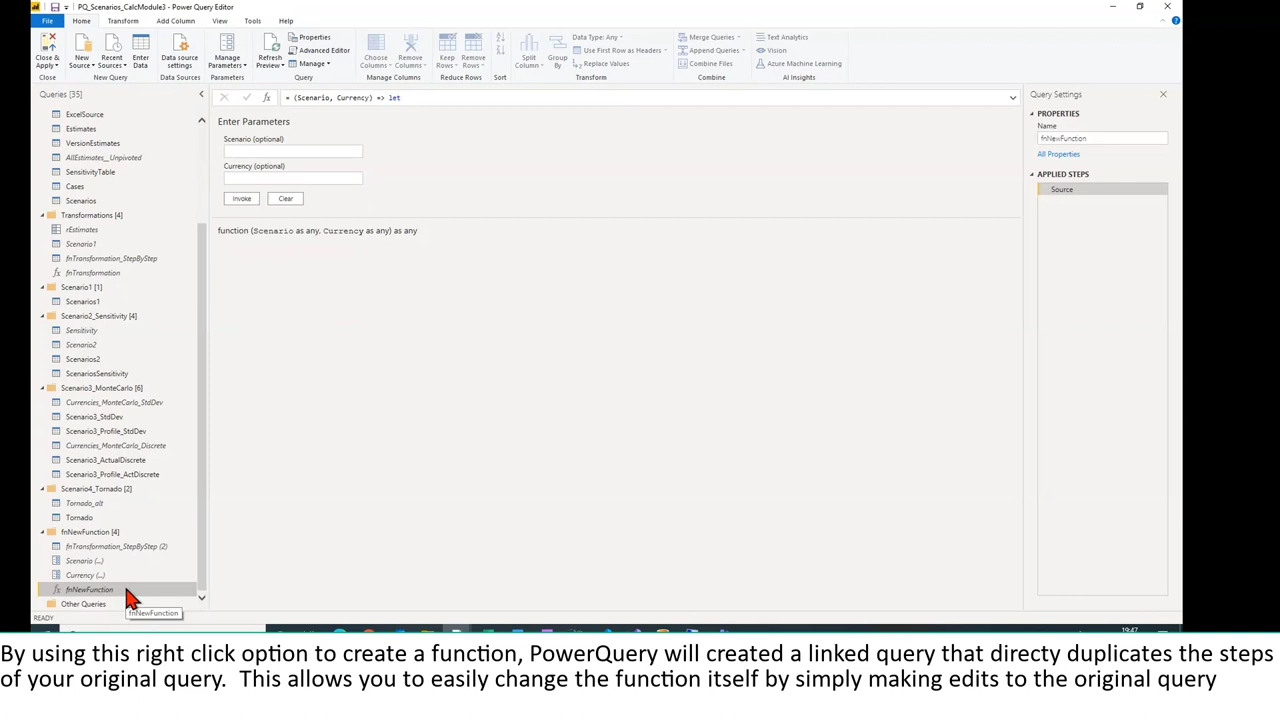 PQ_Scenarios_CalcModule3 - Power Query Editor
File Home Transform Add Column View Tools Help
Close & Apply
Close
New Source
Recent Sources
Enter Data
New Query
Data source settings
Data Sources
Manage Parameters
Parameters
Refresh Preview
Properties
Advanced Editor
Manage
Query
Choose Columns
Remove Columns
Manage Columns
Keep Rows
Remove Rows
Reduce Rows
Sort
Split Column
Group By
Data Type: Any
Use First Row as Headers
Replace Values
Transform
Merge Queries
Append Queries
Combine Files
Combine
Text Analytics
Vision
Azure Machine Learning
AI Insights
Queries [35]
ExcelSource
Estimates
VersionEstimates
AllEstimates__Unpivoted
SensitivityTable
Cases
Scenarios
Transformations [4]
rEstimates
Scenario1
fnTransformation_StepByStep
fnTransformation
Scenario1 [1]
Scenarios1
Scenario2_Sensitivity [4]
Sensitivity
Scenario2
Scenarios2
ScenariosSensitivity
Scenario3_MonteCarlo [6]
Currencies_MonteCarlo_StdDev
Scenario3_StdDev
Scenario3_Profile_StdDev
Currencies_MonteCarlo_Discrete
Scenario3_ActualDiscrete
Scenario3_Profile_ActDiscrete
Scenario4_Tornado [2]
Tornado_alt
Tornado
fnNewFunction [4]
fnTransformation_StepByStep (2)
Scenario (...)
Currency (...)
fnNewFunction
Other Queries
fnNewFunction
READY
fx
= (Scenario, Currency) => let
Enter Parameters
Scenario (optional)
Currency (optional)
Invoke Clear
function (Scenario as any, Currency as any) as any
Query Settings
PROPERTIES
Name
fnNewFunction
All Properties
APPLIED STEPS
Source
19:47
By using this right click option to create a function, PowerQuery will created a linked query that directy duplicates the steps
of your original query. This allows you to easily change the function itself by simply making edits to the original query